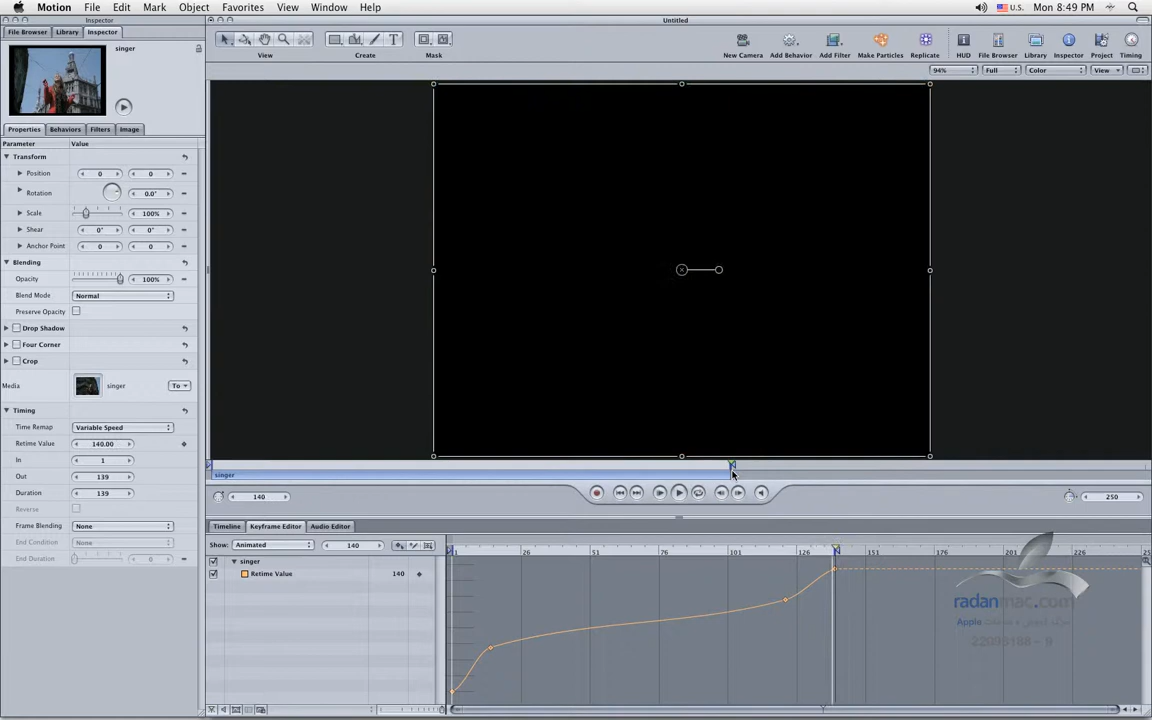 Motion File Edit Mark Object Favorites View Window Help U.S. Mon 8:49 PM
Inspector Untitled
File Browser Library Inspector
singer
View Create Mask New Camera Add Behavior Add Filter Make Particles Replicate HUD File Browser Library Inspector Project Timing
94% Full Color View
Properties Behaviors Filters Image
Parameter Value
Transform
Position 0 0
Rotation 0.0°
Scale 100%
Shear 0° 0°
Anchor Point 0 0
Blending
Opacity 100%
Blend Mode Normal
Preserve Opacity
Drop Shadow
Four Corner
Crop
Media singer To
Timing
Time Remap Variable Speed
Retime Value 140.00
In 1
Out 139
Duration 139
Reverse
Frame Blending None
End Condition None
End Duration 0
singer
140 250
Timeline Keyframe Editor Audio Editor
Show: Animated 140
1 26 51 76 101 126 151 176 201 226 25
singer
Retime Value 140
radanmac.com
Apple
22098188 - 9